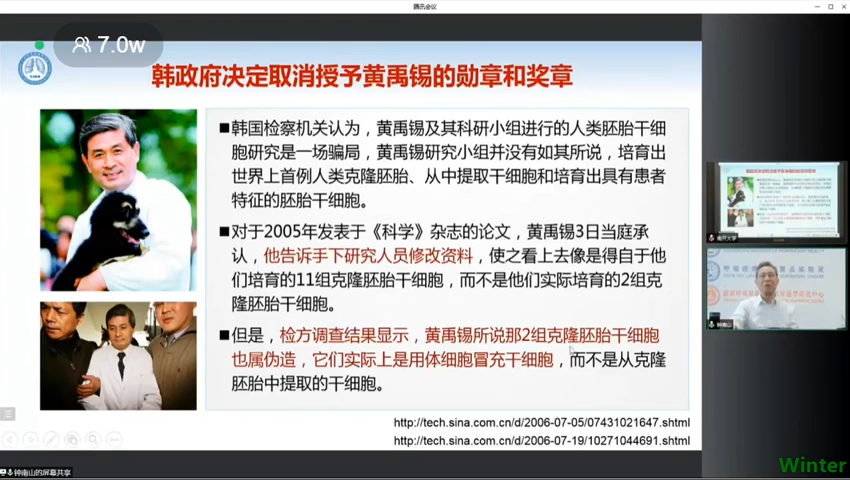 腾讯会议
7.0w
韩政府决定取消授予黄禹锡的勋章和奖章
■韩国检察机关认为，黄禹锡及其科研小组进行的人类胚胎干细
胞研究是一场骗局，黄禹锡研究小组并没有如其所说，培育出
世界上首例人类克隆胚胎、从中提取干细胞和培育出具有患者
特征的胚胎干细胞。
■对于2005年发表于《科学》杂志的论文，黄禹锡3日当庭承
认，他告诉手下研究人员修改资料，使之看上去像是得自于他
们培育的11组克隆胚胎干细胞，而不是他们实际培育的2组克
隆胚胎干细胞。
■但是，检方调查结果显示，黄禹锡所说那2组克隆胚胎干细胞
也属伪造，它们实际上是用体细胞冒充干细胞，而不是从克隆
胚胎中提取的干细胞。
http://tech.sina.com.cn/d/2006-07-05/07431021647.shtml
http://tech.sina.com.cn/d/2006-07-19/10271044691.shtml
南开大学
钟南山
钟南山的屏幕共享
Winter